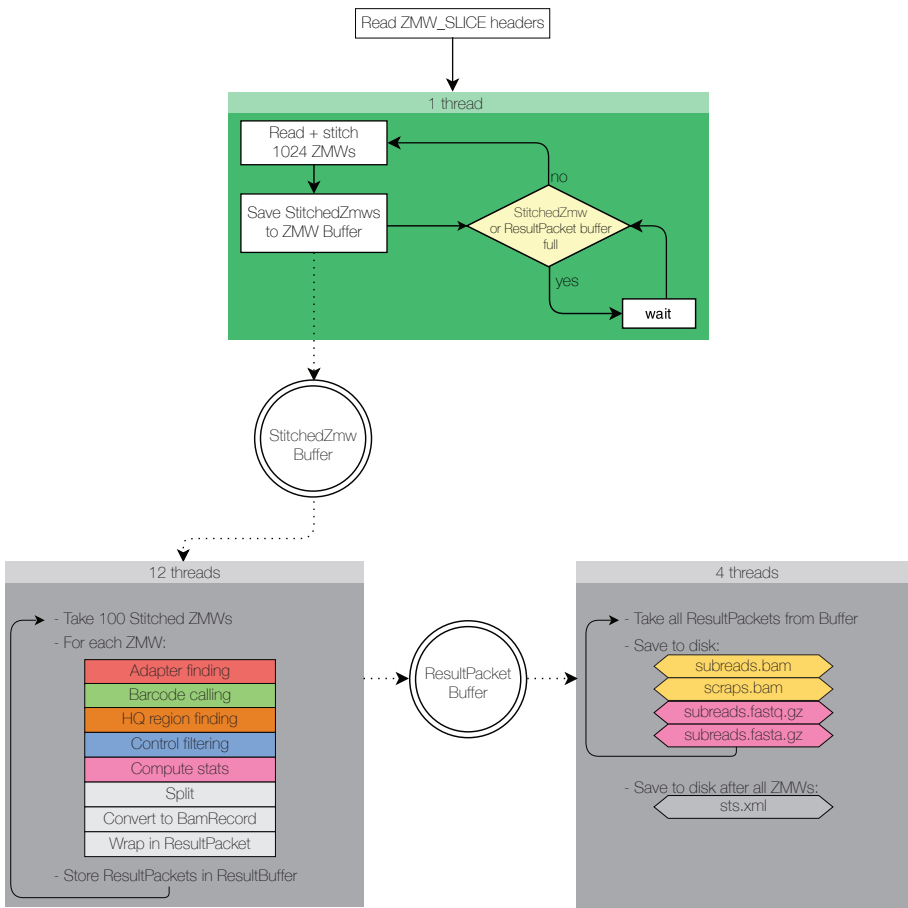 Read ZMW_SLICE headers
1 thread
Read + stitch
1024 ZMWs
Save StitchedZmws
to ZMW Buffer
no
StitchedZmw
or ResultPacket buffer
full
yes
wait
StitchedZmw
Buffer
12 threads
- Take 100 Stitched ZMWs
- For each ZMW:
Adapter finding
Barcode calling
HQ region finding
Control filtering
Compute stats
Split
Convert to BamRecord
Wrap in ResultPacket
- Store ResultPackets in ResultBuffer
ResultPacket
Buffer
4 threads
- Take all ResultPackets from Buffer
- Save to disk:
subreads.bam
scraps.bam
subreads.fastq.gz
subreads.fasta.gz
- Save to disk after all ZMWs:
sts.xml